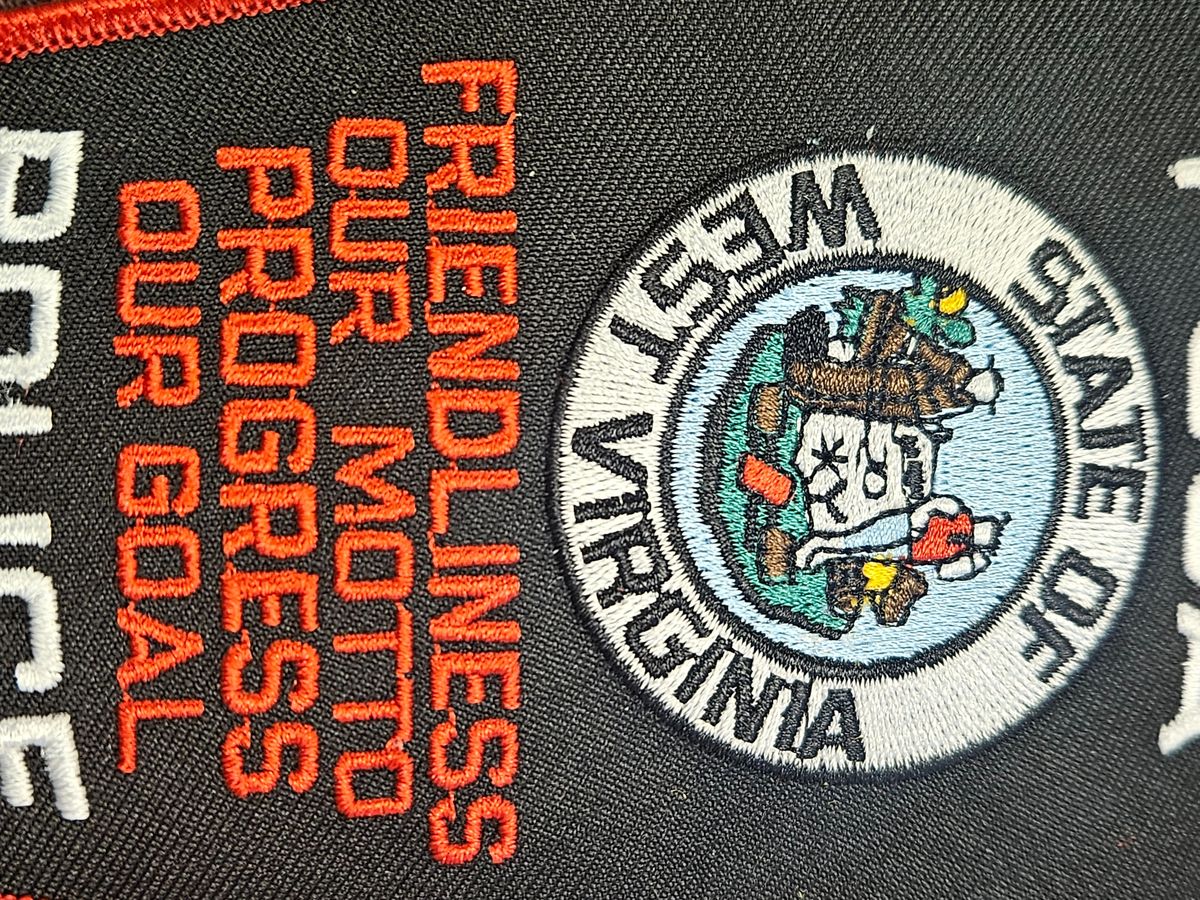 STATE OF
WEST VIRGINIA
FRIENDLINESS
OUR MOTTO
PROGRESS
OUR GOAL
POLICE